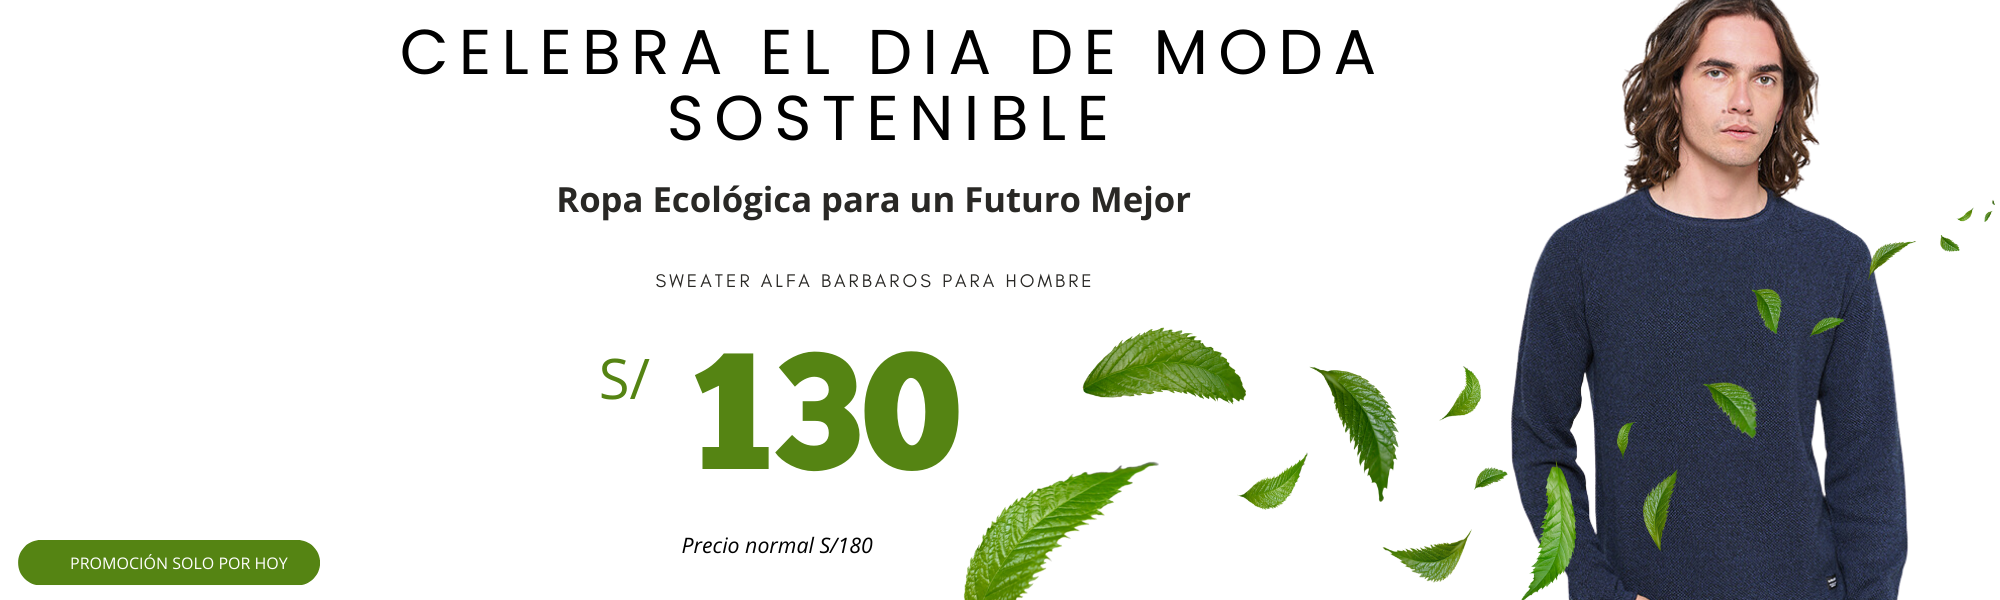 CELEBRA EL DIA DE MODA
SOSTENIBLE
Ropa Ecológica para un Futuro Mejor
SWEATER ALFA BARBAROS PARA HOMBRE
S/ 130
Precio normal S/180
PROMOCIÓN SOLO POR HOY